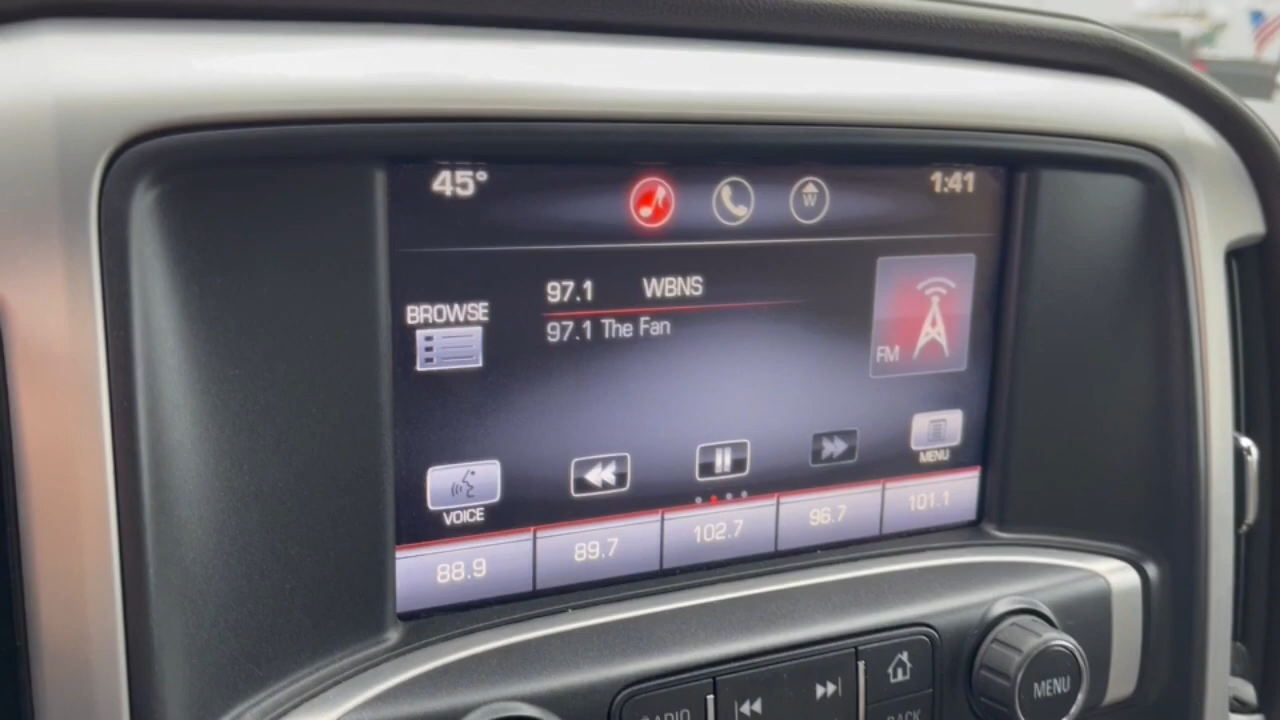 45°
W
1:41
97.1 WBNS
97.1 The Fan
BROWSE
FM
VOICE
MENU
88.9
89.7
102.7
96.7
101.1
MENU
RADIO
BACK